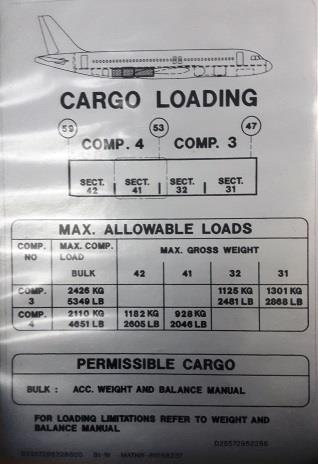 CARGO LOADING
59 53 47
COMP. 4 COMP. 3
SECT. 42 SECT. 41 SECT. 32 SECT. 31
MAX. ALLOWABLE LOADS
COMP. NO MAX. COMP. LOAD MAX. GROSS WEIGHT
BULK 42 41 32 31
COMP. 3 2426 KG 1125 KG 1301 KG
5349 LB 2481 LB 2868 LB
COMP. 4 2110 KG 1182 KG 928 KG
4651 LB 2605 LB 2046 LB
PERMISSIBLE CARGO
BULK : ACC. WEIGHT AND BALANCE MANUAL
FOR LOADING LIMITATIONS REFER TO WEIGHT AND
BALANCE MANUAL